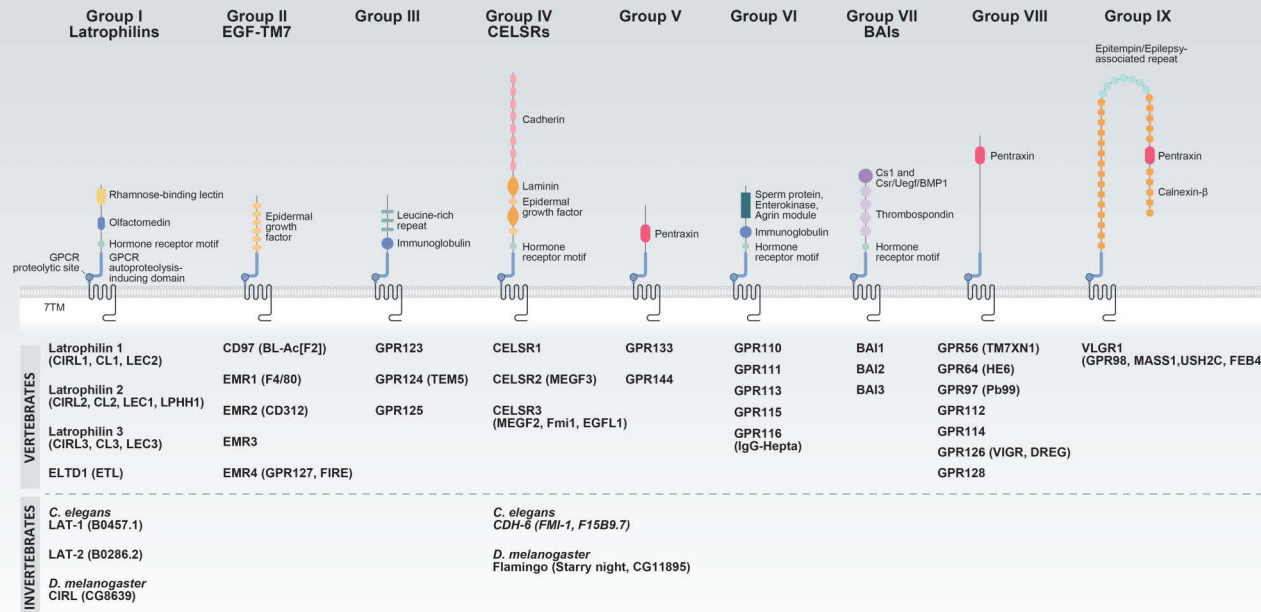 Group I
Latrophilins
Group II
EGF-TM7
Group III
Group IV
CELSRs
Group V
Group VI
Group VII
BAIs
Group VIII
Group IX
Rhamnose-binding lectin
Olfactomedin
Hormone receptor motif
GPCR
proteolytic site
GPCR
autoproteolysis-
inducing domain
Epidermal
growth
factor
Leucine-rich
repeat
Immunoglobulin
Cadherin
Laminin
Epidermal
growth factor
Hormone
receptor motif
Pentraxin
Sperm protein,
Enterokinase,
Agrin module
Immunoglobulin
Hormone
receptor motif
Cs1 and
Csr/Uegf/BMP1
Thrombospondin
Hormone
receptor motif
Pentraxin
Epitempin/Epilepsy-
associated repeat
Pentraxin
Calnexin-β
7TM
VERTEBRATES
Latrophilin 1
(CIRL1, CL1, LEC2)
Latrophilin 2
(CIRL2, CL2, LEC1, LPHH1)
Latrophilin 3
(CIRL3, CL3, LEC3)
ELTD1 (ETL)
CD97 (BL-Ac[F2])
EMR1 (F4/80)
EMR2 (CD312)
EMR3
EMR4 (GPR127, FIRE)
GPR123
GPR124 (TEM5)
GPR125
CELSR1
CELSR2 (MEGF3)
CELSR3
(MEGF2, Fmi1, EGFL1)
GPR133
GPR144
GPR110
GPR111
GPR113
GPR115
GPR116
(IgG-Hepta)
BAI1
BAI2
BAI3
GPR56 (TM7XN1)
GPR64 (HE6)
GPR97 (Pb99)
GPR112
GPR114
GPR126 (VIGR, DREG)
GPR128
VLGR1
(GPR98, MASS1,USH2C, FEB4
INVERTEBRATES
C. elegans
LAT-1 (B0457.1)
LAT-2 (B0286.2)
D. melanogaster
CIRL (CG8639)
C. elegans
CDH-6 (FMI-1, F15B9.7)
D. melanogaster
Flamingo (Starry night, CG11895)